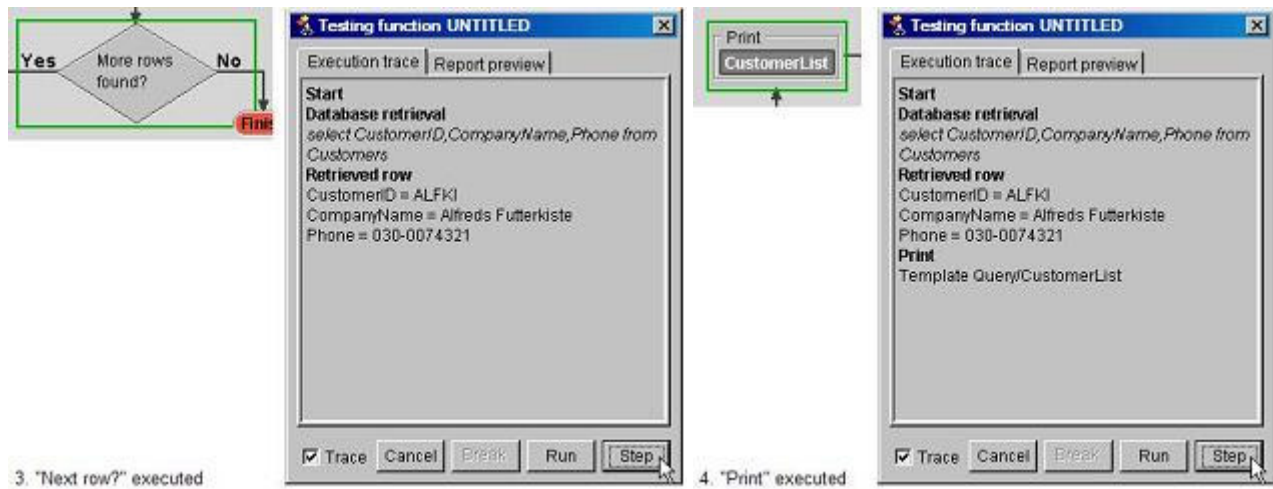 Yes
More rows
found?
No
Finis
3. "Next row?" executed
Testing function UNTITLED
Execution trace
Report preview
Start
Database retrieval
select CustomerID,CompanyName,Phone from
Customers
Retrieved row
CustomerID = ALFKI
CompanyName = Alfreds Futterkiste
Phone = 030-0074321
Trace
Cancel
Break
Run
Step
Print
CustomerList
4. "Print" executed
Testing function UNTITLED
Execution trace
Report preview
Start
Database retrieval
select CustomerID,CompanyName,Phone from
Customers
Retrieved row
CustomerID = ALFKI
CompanyName = Alfreds Futterkiste
Phone = 030-0074321
Print
Template Query/CustomerList
Trace
Cancel
Break
Run
Step